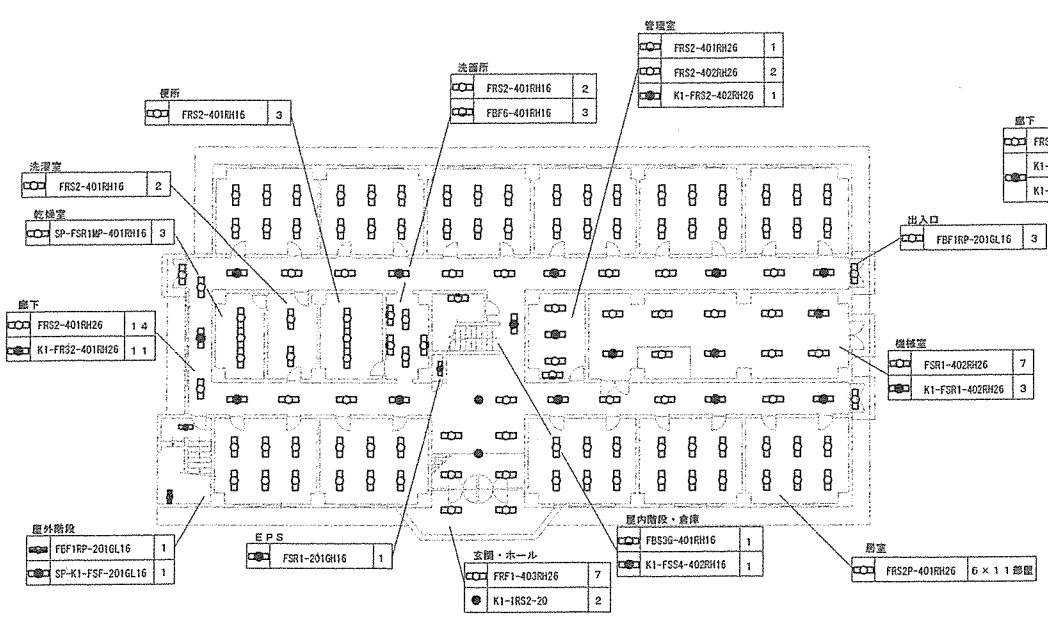 管理室
FRS2-401RH26 1
FRS2-402RH26 2
K1-FRS2-402RH26 1
洗面所
FRS2-401RH16 2
FBF6-401RH16 3
便所
FRS2-401RH16 3
廊下
FRS
K1-
K1-
洗濯室
FRS2-401RH16 2
乾燥室
SP-FSR1MP-401RH16 3
出入口
FBF1RP-201GL16 3
廊下
FRS2-401RH26 14
K1-FRS2-401RH26 11
機械室
FSR1-402RH26 7
K1-FSR1-402RH26 3
屋外階段
FBF1RP-201GL16 1
SP-K1-FSF-201GL16 1
EPS
FSR1-201GH16 1
玄関・ホール
FRF1-403RH26 7
K1-IRS2-20 2
屋内階段・倉庫
FBS3G-401RH16 1
K1-FSS4-402RH16 1
居室
FRS2P-401RH26 6×11部屋